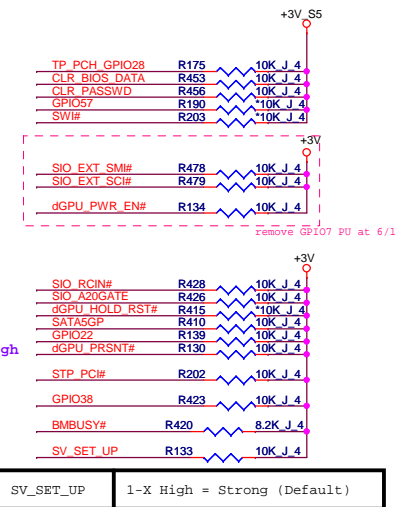 +3V_S5
TP_PCH_GPIO28 R175 10K_J_4
CLR_BIOS_DATA R453 10K_J_4
CLR_PASSWD R456 10K_J_4
GPIO57 R190 *10K_J_4
SWI# R203 *10K_J_4
+3V
SIO_EXT_SMI# R478 10K_J_4
SIO_EXT_SCI# R479 10K_J_4
dGPU_PWR_EN# R134 10K_J_4
remove GPIO7 PU at 6/1
+3V
SIO_RCIN# R428 10K_J_4
SIO_A20GATE R426 10K_J_4
dGPU_HOLD_RST# R415 *10K_J_4
SATA5GP R410 10K_J_4
GPIO22 R139 10K_J_4
gh dGPU_PRSNT# R130 10K_J_4
STP_PCI# R202 10K_J_4
GPIO38 R423 10K_J_4
BMBUSY# R420 8.2K_J_4
SV_SET_UP R133 10K_J_4
SV_SET_UP 1-X High = Strong (Default)